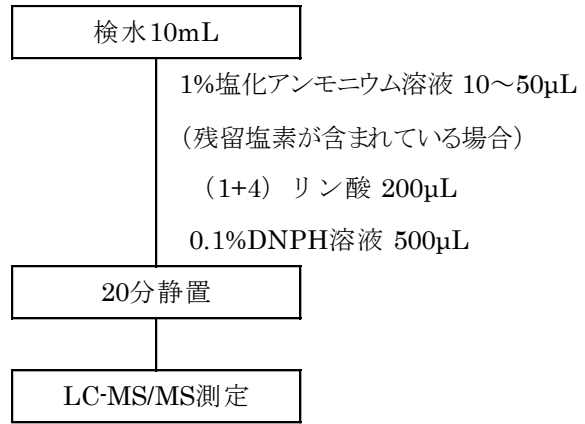 検水10mL
1%塩化アンモニウム溶液 10～50µL
（残留塩素が含まれている場合）
（1+4） リン酸 200µL
0.1%DNPH溶液 500µL
20分静置
LC-MS/MS測定